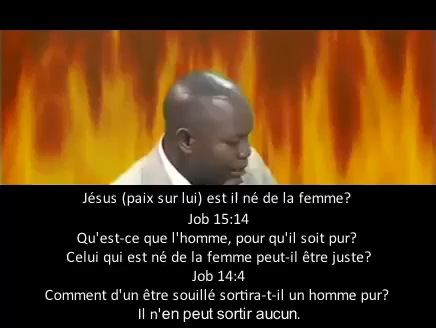 Jésus (paix sur lui) est il né de la femme?
Job 15:14
Qu'est-ce que l'homme, pour qu'il soit pur?
Celui qui est né de la femme peut-il être juste?
Job 14:4
Comment d'un être souillé sortira-t-il un homme pur?
Il n'en peut sortir aucun.